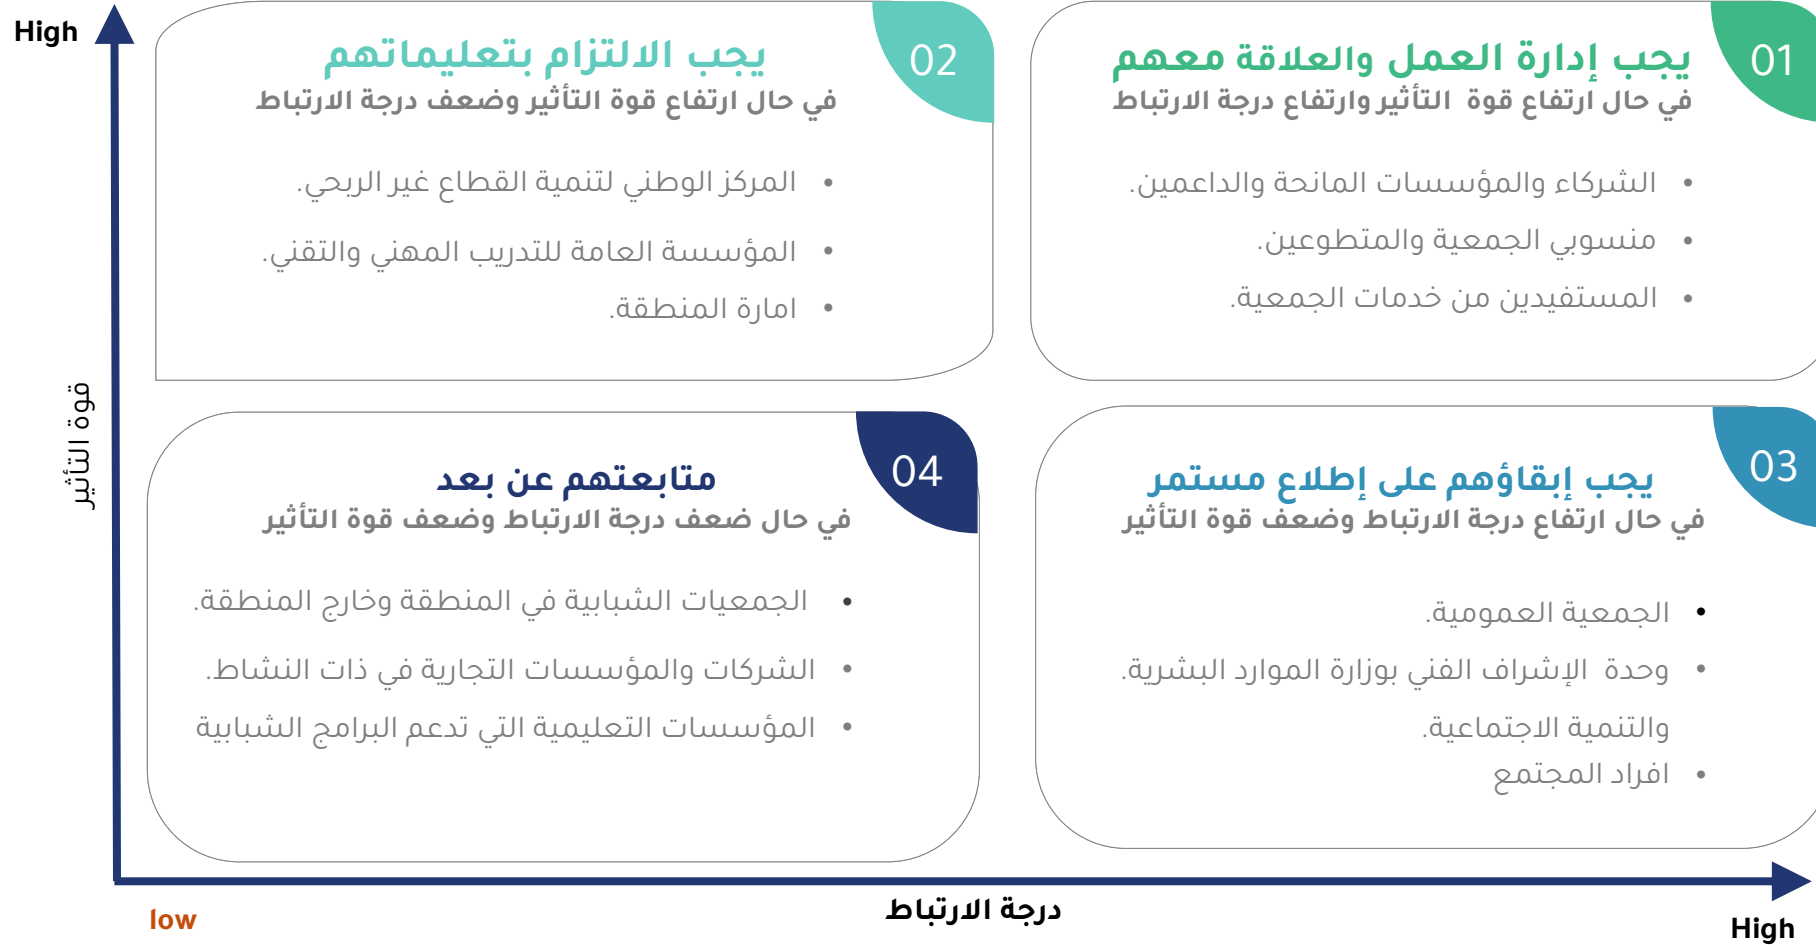 High
01
يجب إدارة العمل والعلاقة معهم
في حال ارتفاع قوة التأثير وارتفاع درجة الارتباط
• الشركاء والمؤسسات المانحة والداعمين.
• منسوبي الجمعية والمتطوعين.
• المستفيدين من خدمات الجمعية.
02
يجب الالتزام بتعليماتهم
في حال ارتفاع قوة التأثير وضعف درجة الارتباط
• المركز الوطني لتنمية القطاع غير الربحي.
• المؤسسة العامة للتدريب المهني والتقني.
• امارة المنطقة.
قوة التأثير
03
يجب إبقاؤهم على إطلاع مستمر
في حال ارتفاع درجة الارتباط وضعف قوة التأثير
• الجمعية العمومية.
• وحدة الإشراف الفني بوزارة الموارد البشرية.
والتنمية الاجتماعية.
• افراد المجتمع
04
متابعتهم عن بعد
في حال ضعف درجة الارتباط وضعف قوة التأثير
• الجمعيات الشبابية في المنطقة وخارج المنطقة.
• الشركات والمؤسسات التجارية في ذات النشاط.
• المؤسسات التعليمية التي تدعم البرامج الشبابية
low
درجة الارتباط
High